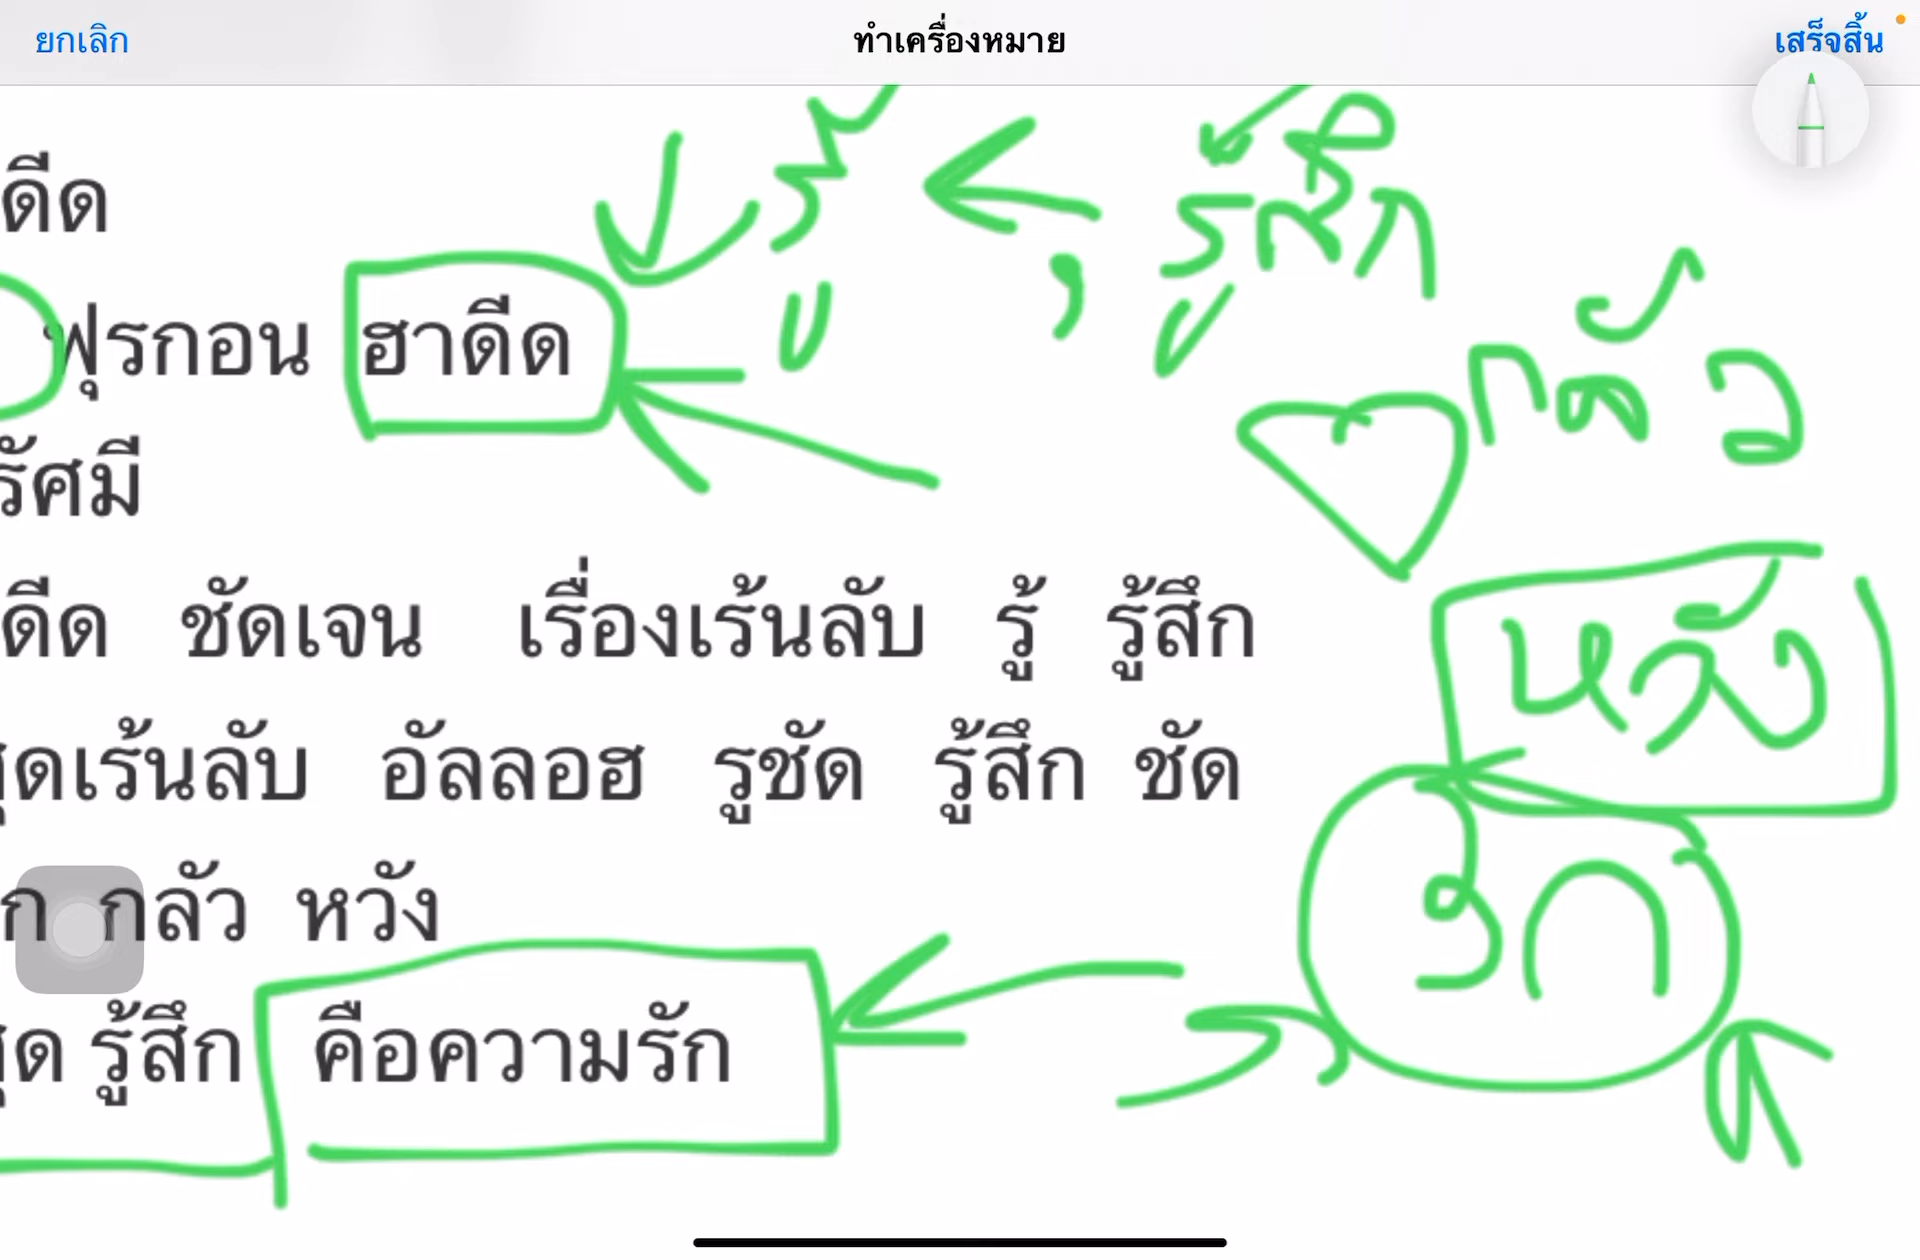 ยกเลิก ทำเครื่องหมาย เสร็จสิ้น
ดีด
รู้ รู้สึก
ฟุรกอน ฮาดีด
กลัว
รัศมี
ดีด ชัดเจน เรื่องเร้นลับ รู้ รู้สึก
หวัง
สุดเร้นลับ อัลลอฮ รูชัด รู้สึก ชัด
รัก
ก กลัว หวัง
สุด รู้สึก คือความรัก